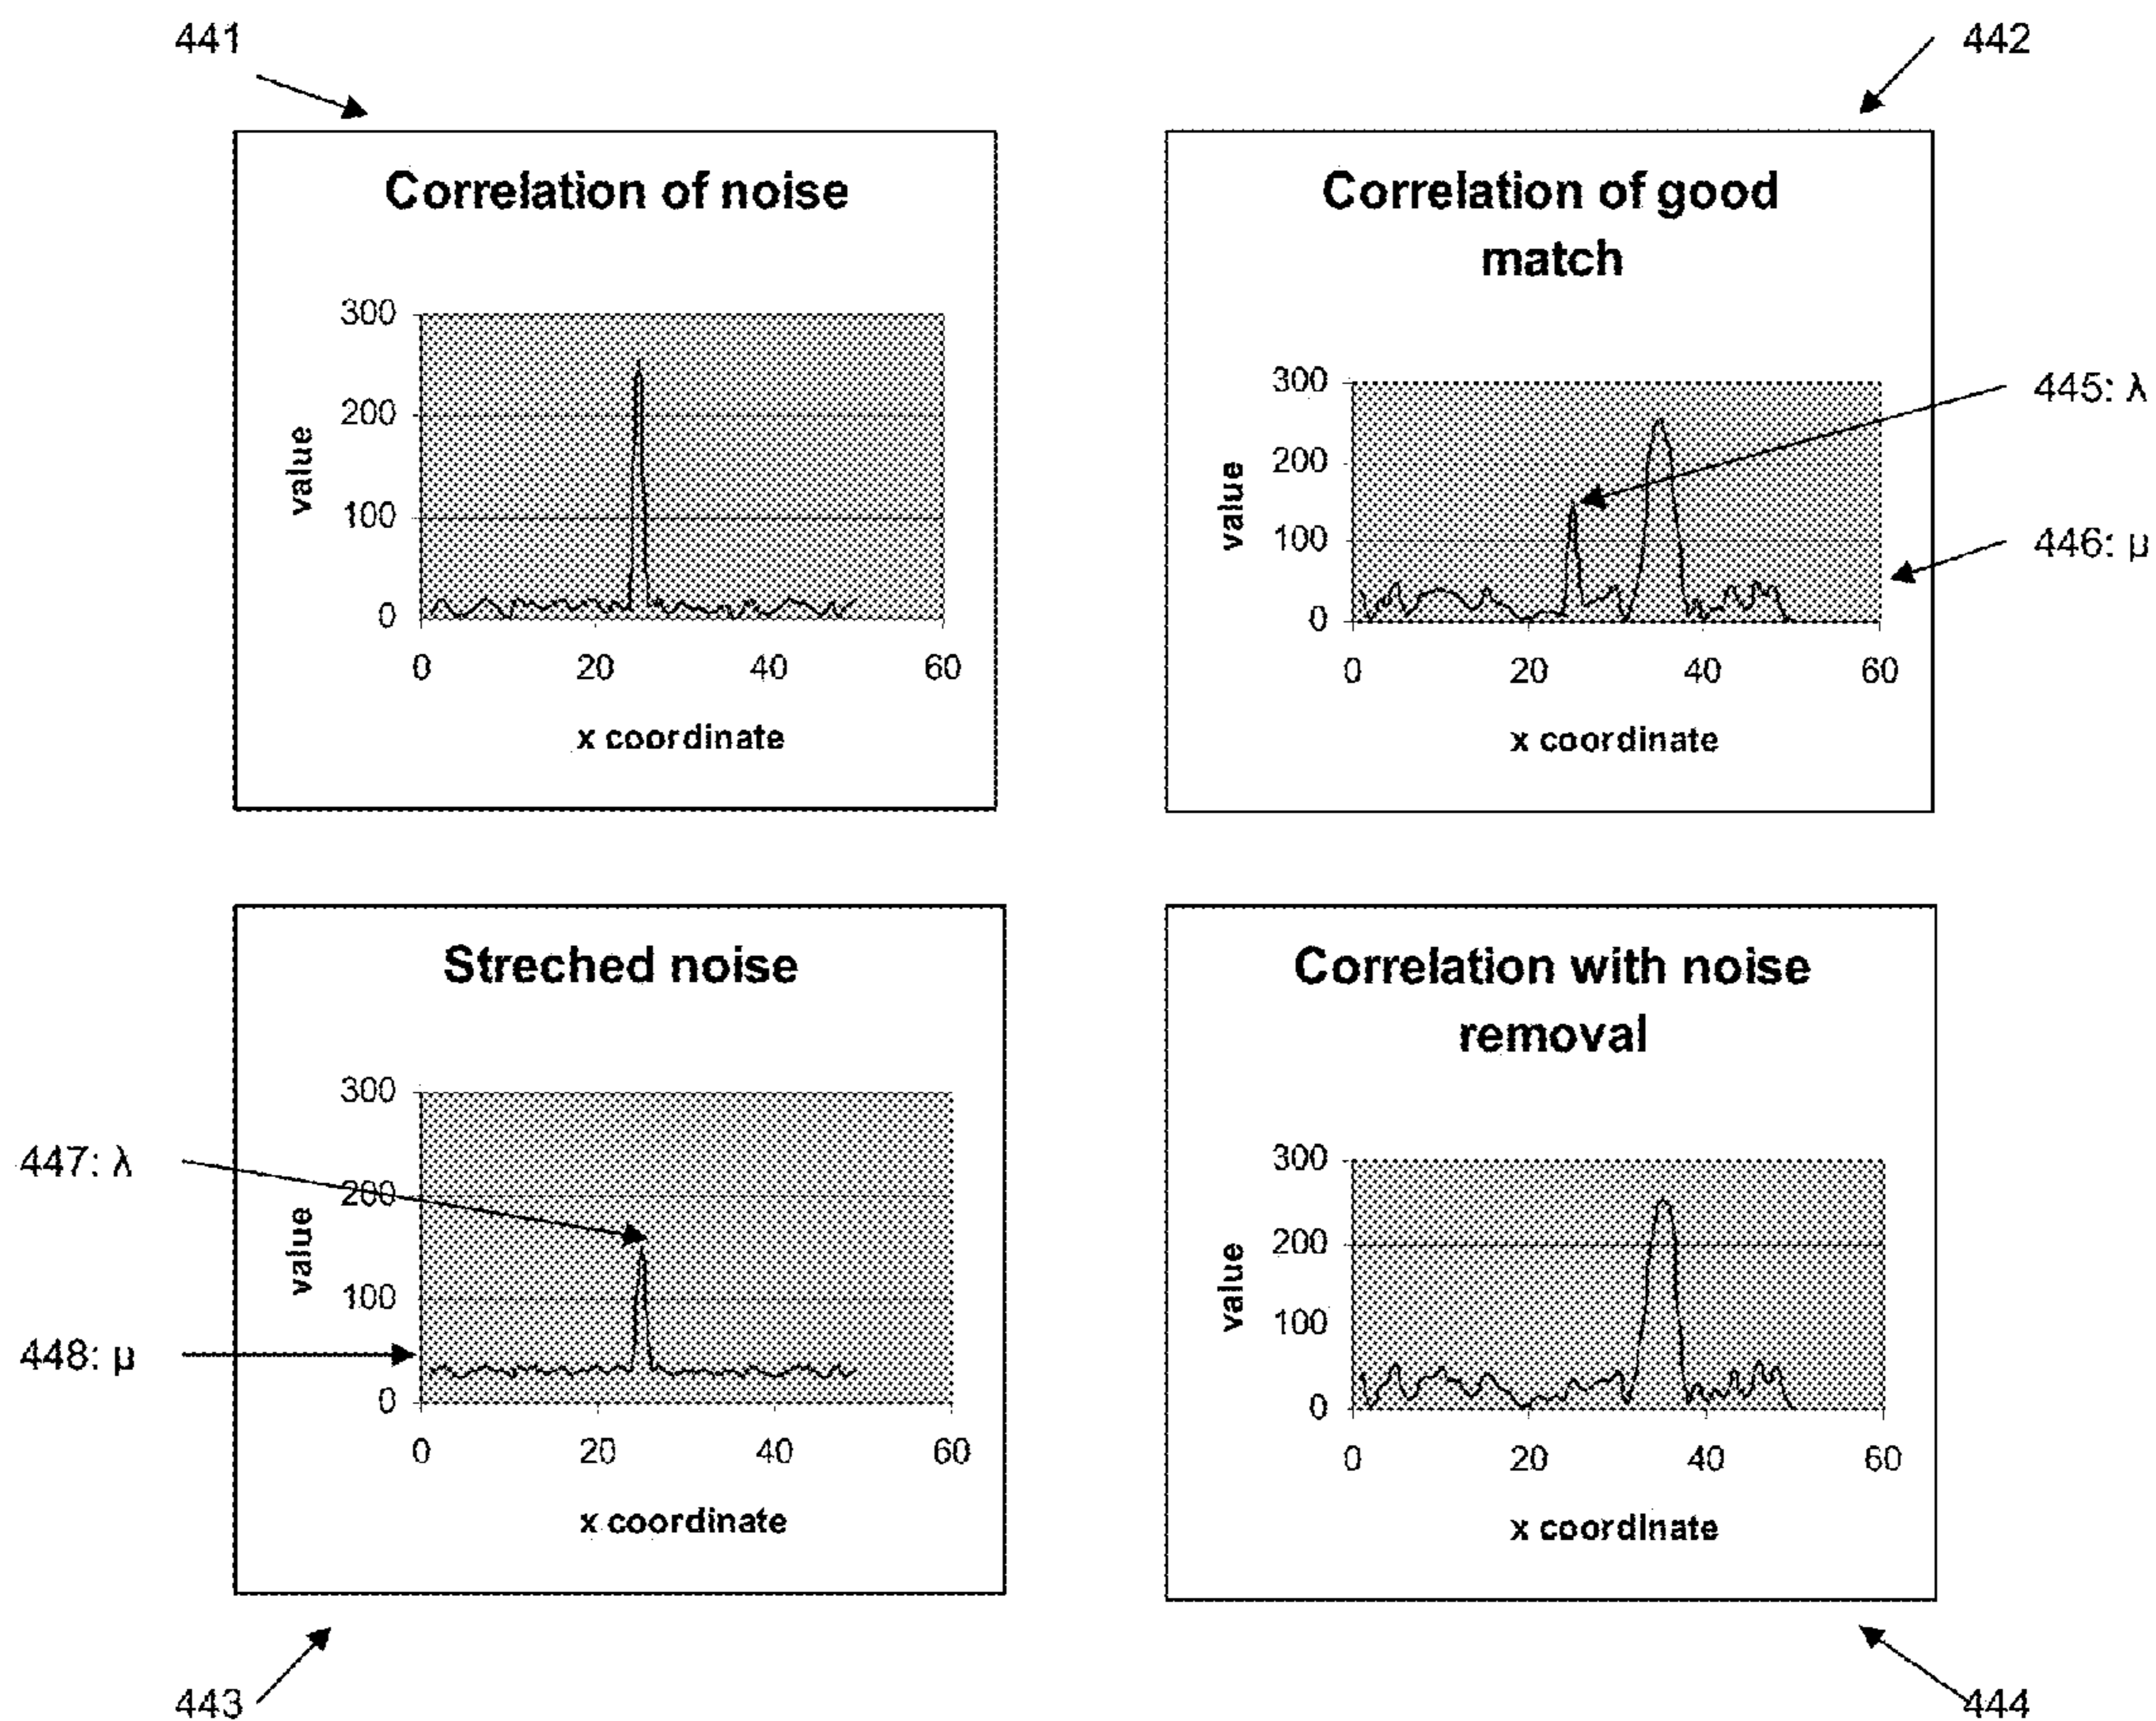 441
442
Correlation of noise
300
200
100
0
value
0 20 40 60
x coordinate
Correlation of good
match
300
200
100
0
value
0 20 40 60
x coordinate
445: λ
446: μ
Streched noise
300
200
100
0
value
0 20 40 60
x coordinate
447: λ
448: μ
Correlation with noise
removal
300
200
100
0
value
0 20 40 60
x coordinate
443
444